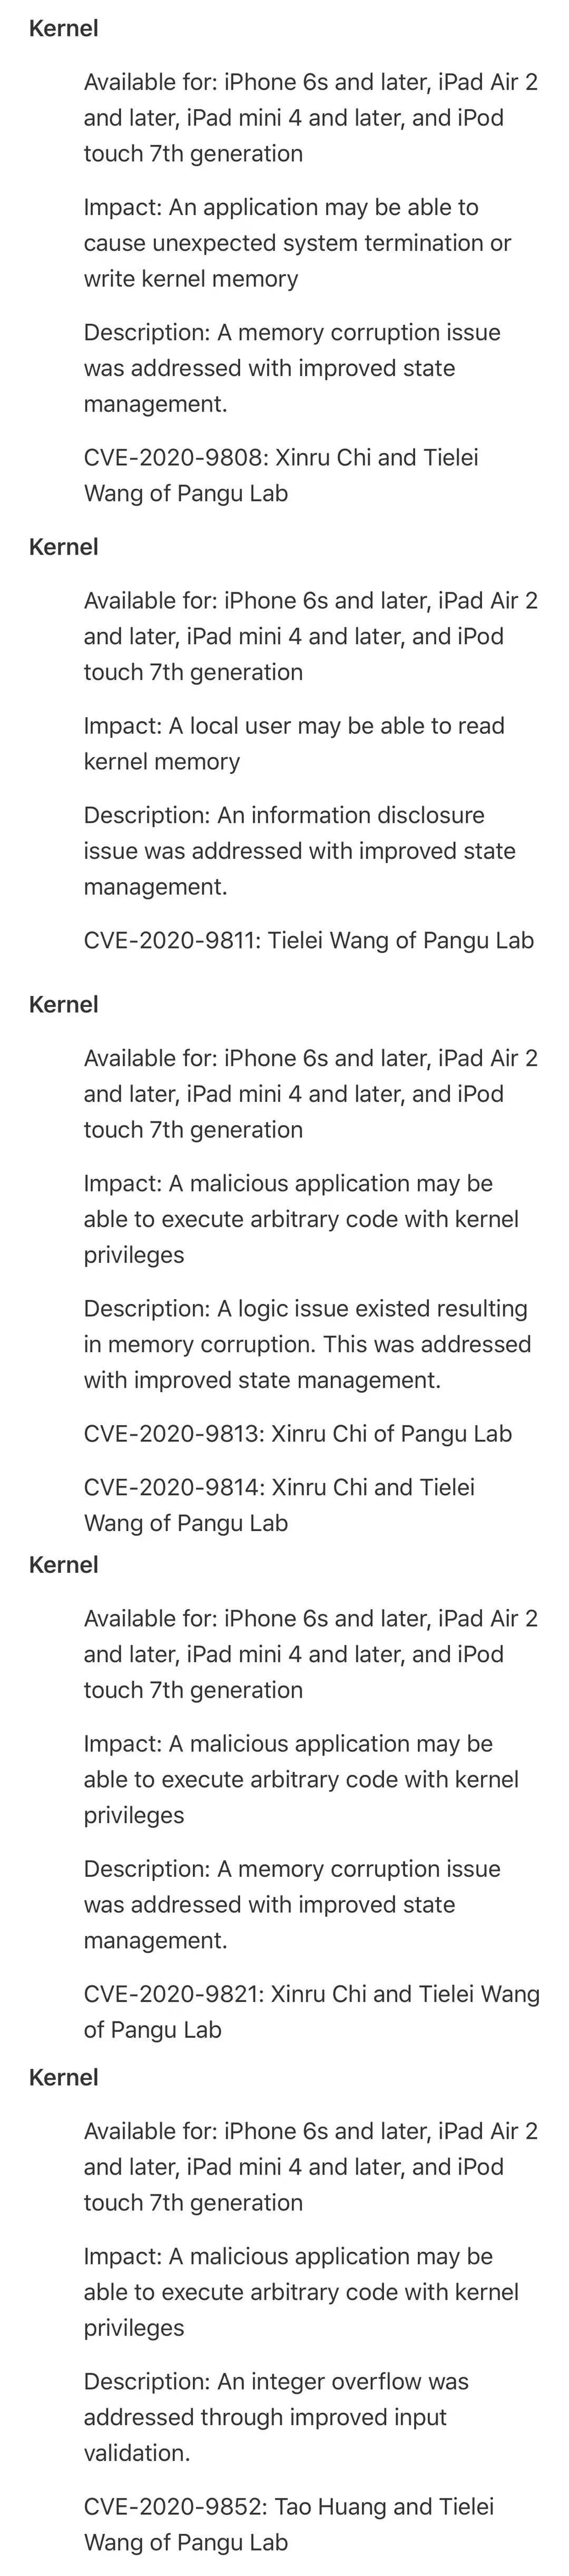 Kernel
Available for: iPhone 6s and later, iPad Air 2
and later, iPad mini 4 and later, and iPod
touch 7th generation
Impact: An application may be able to
cause unexpected system termination or
write kernel memory
Description: A memory corruption issue
was addressed with improved state
management.
CVE-2020-9808: Xinru Chi and Tielei
Wang of Pangu Lab
Kernel
Available for: iPhone 6s and later, iPad Air 2
and later, iPad mini 4 and later, and iPod
touch 7th generation
Impact: A local user may be able to read
kernel memory
Description: An information disclosure
issue was addressed with improved state
management.
CVE-2020-9811: Tielei Wang of Pangu Lab
Kernel
Available for: iPhone 6s and later, iPad Air 2
and later, iPad mini 4 and later, and iPod
touch 7th generation
Impact: A malicious application may be
able to execute arbitrary code with kernel
privileges
Description: A logic issue existed resulting
in memory corruption. This was addressed
with improved state management.
CVE-2020-9813: Xinru Chi of Pangu Lab
CVE-2020-9814: Xinru Chi and Tielei
Wang of Pangu Lab
Kernel
Available for: iPhone 6s and later, iPad Air 2
and later, iPad mini 4 and later, and iPod
touch 7th generation
Impact: A malicious application may be
able to execute arbitrary code with kernel
privileges
Description: A memory corruption issue
was addressed with improved state
management.
CVE-2020-9821: Xinru Chi and Tielei Wang
of Pangu Lab
Kernel
Available for: iPhone 6s and later, iPad Air 2
and later, iPad mini 4 and later, and iPod
touch 7th generation
Impact: A malicious application may be
able to execute arbitrary code with kernel
privileges
Description: An integer overflow was
addressed through improved input
validation.
CVE-2020-9852: Tao Huang and Tielei
Wang of Pangu Lab